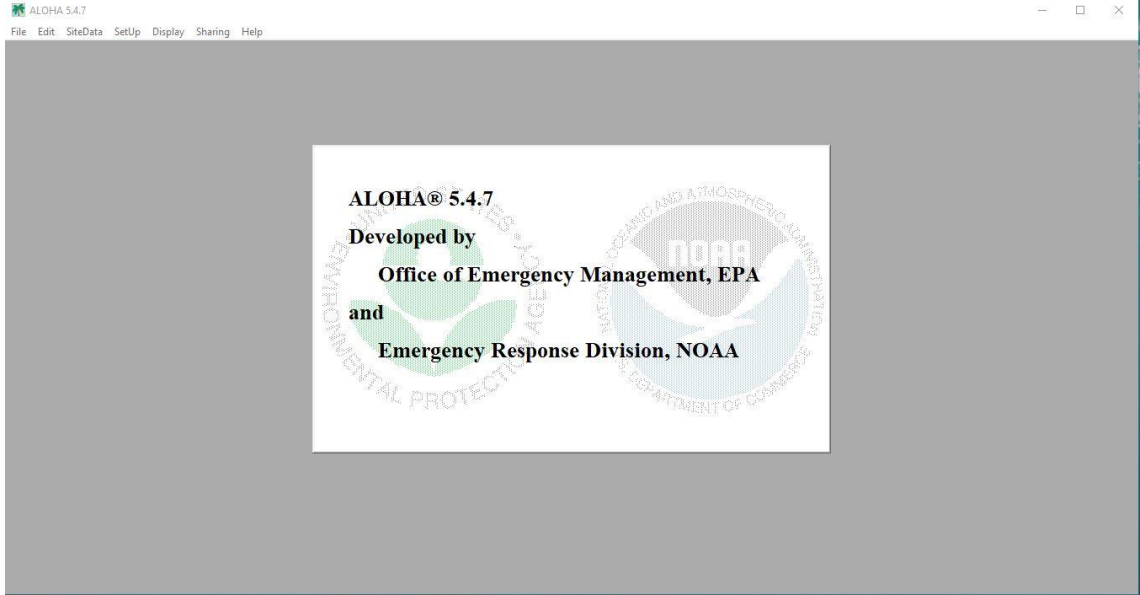 ALOHA 5.4.7
File Edit SiteData SetUp Display Sharing Help
ALOHA® 5.4.7
Developed by
Office of Emergency Management, EPA
and
Emergency Response Division, NOAA
NOAA